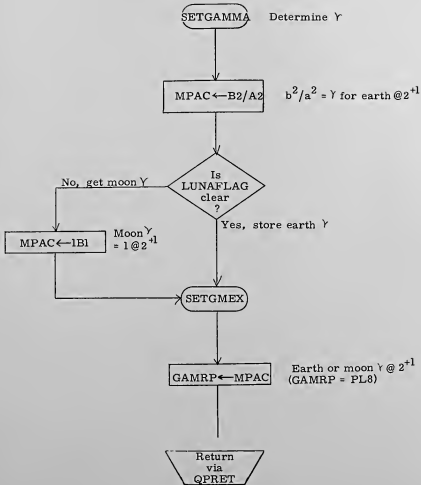 SETGAMMA Determine γ
MPAC←B2/A2 b²/a² = γ for earth @2⁺¹
Is
LUNAFLAG
clear
?
No, get moon γ
Yes, store earth γ
MPAC←1B1
Moon γ
= 1@2⁺¹
SETGMEX
GAMRP←MPAC
Earth or moon γ @ 2⁺¹
(GAMRP = PL8)
Return
via
QPRET